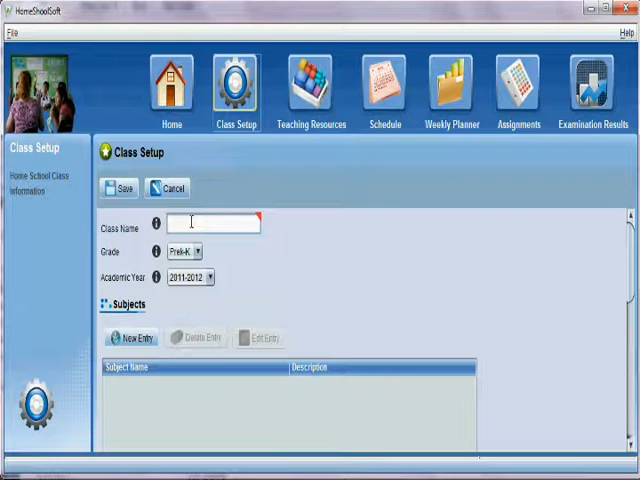 HomeShoolSoft
File
Help
Home
Class Setup
Teaching Resources
Schedule
Weekly Planner
Assignments
Examination Results
Class Setup
Home School Class
Information
Class Setup
Save
Cancel
Class Name
Grade
Prek-K
Academic Year
2011-2012
Subjects
New Entry
Delete Entry
Edit Entry
Subject Name
Description